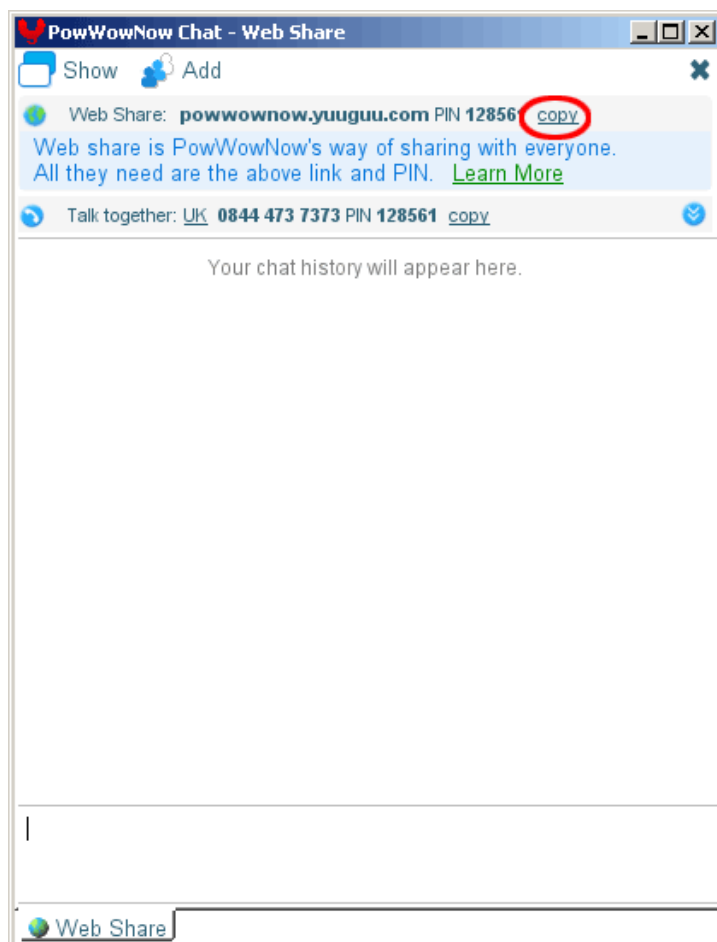 PowWowNow Chat - Web Share
Show Add
Web Share: powwownow.yuuguu.com PIN 128561 copy
Web share is PowWowNow's way of sharing with everyone.
All they need are the above link and PIN. Learn More
Talk together: UK 0844 473 7373 PIN 128561 copy
Your chat history will appear here.
Web Share